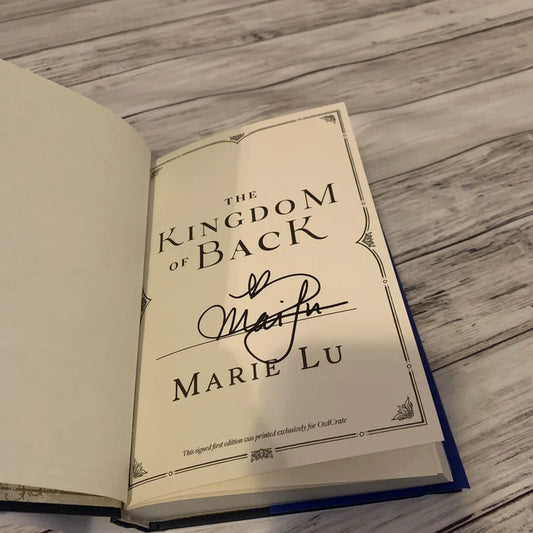 THE
KINGDOM
OF BACK
Marie Lu
MARIE LU
This signed first edition was printed exclusively for OwlCrate